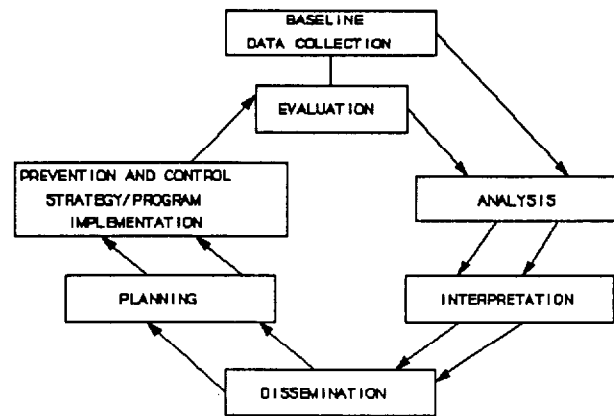 BASELINE
DATA COLLECTION
EVALUATION
PREVENTION AND CONTROL
STRATEGY/PROGRAM
IMPLEMENTATION
ANALYSIS
PLANNING
INTERPRETATION
DISSEMINATION